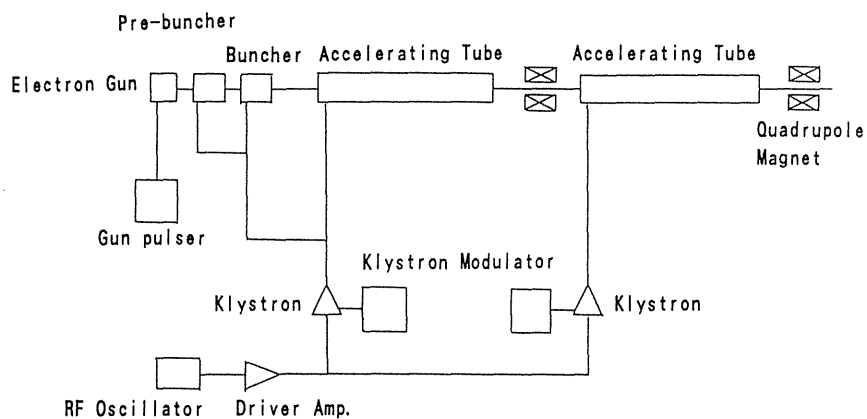 Pre-buncher
Buncher Accelerating Tube
Accelerating Tube
Electron Gun
Quadrupole
Magnet
Gun pulser
Klystron Modulator
Klystron
Klystron
RF Oscillator
Driver Amp.